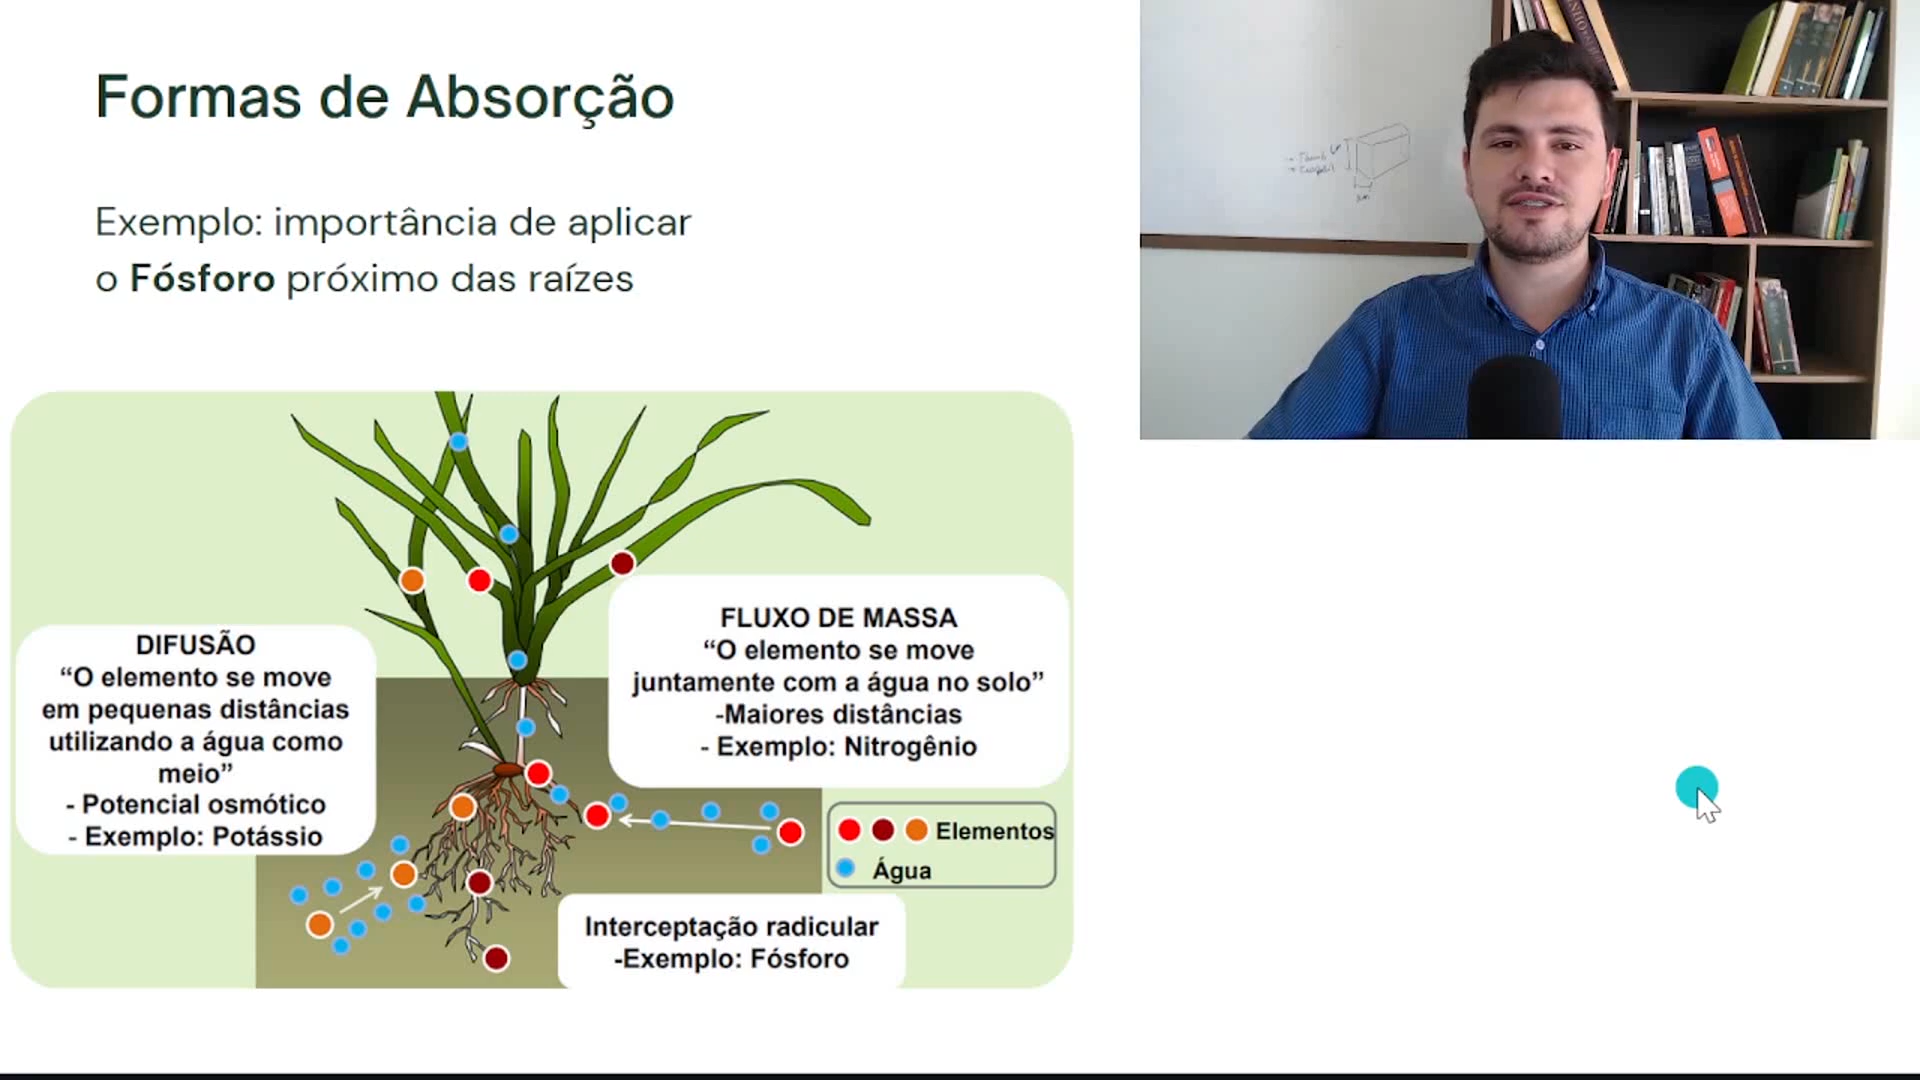 Formas de Absorção
Exemplo: importância de aplicar
o Fósforo próximo das raízes
DIFUSÃO
“O elemento se move
em pequenas distâncias
utilizando a água como
meio”
- Potencial osmótico
- Exemplo: Potássio
FLUXO DE MASSA
“O elemento se move
juntamente com a água no solo”
-Maiores distâncias
- Exemplo: Nitrogênio
Elementos
Água
Interceptação radicular
-Exemplo: Fósforo